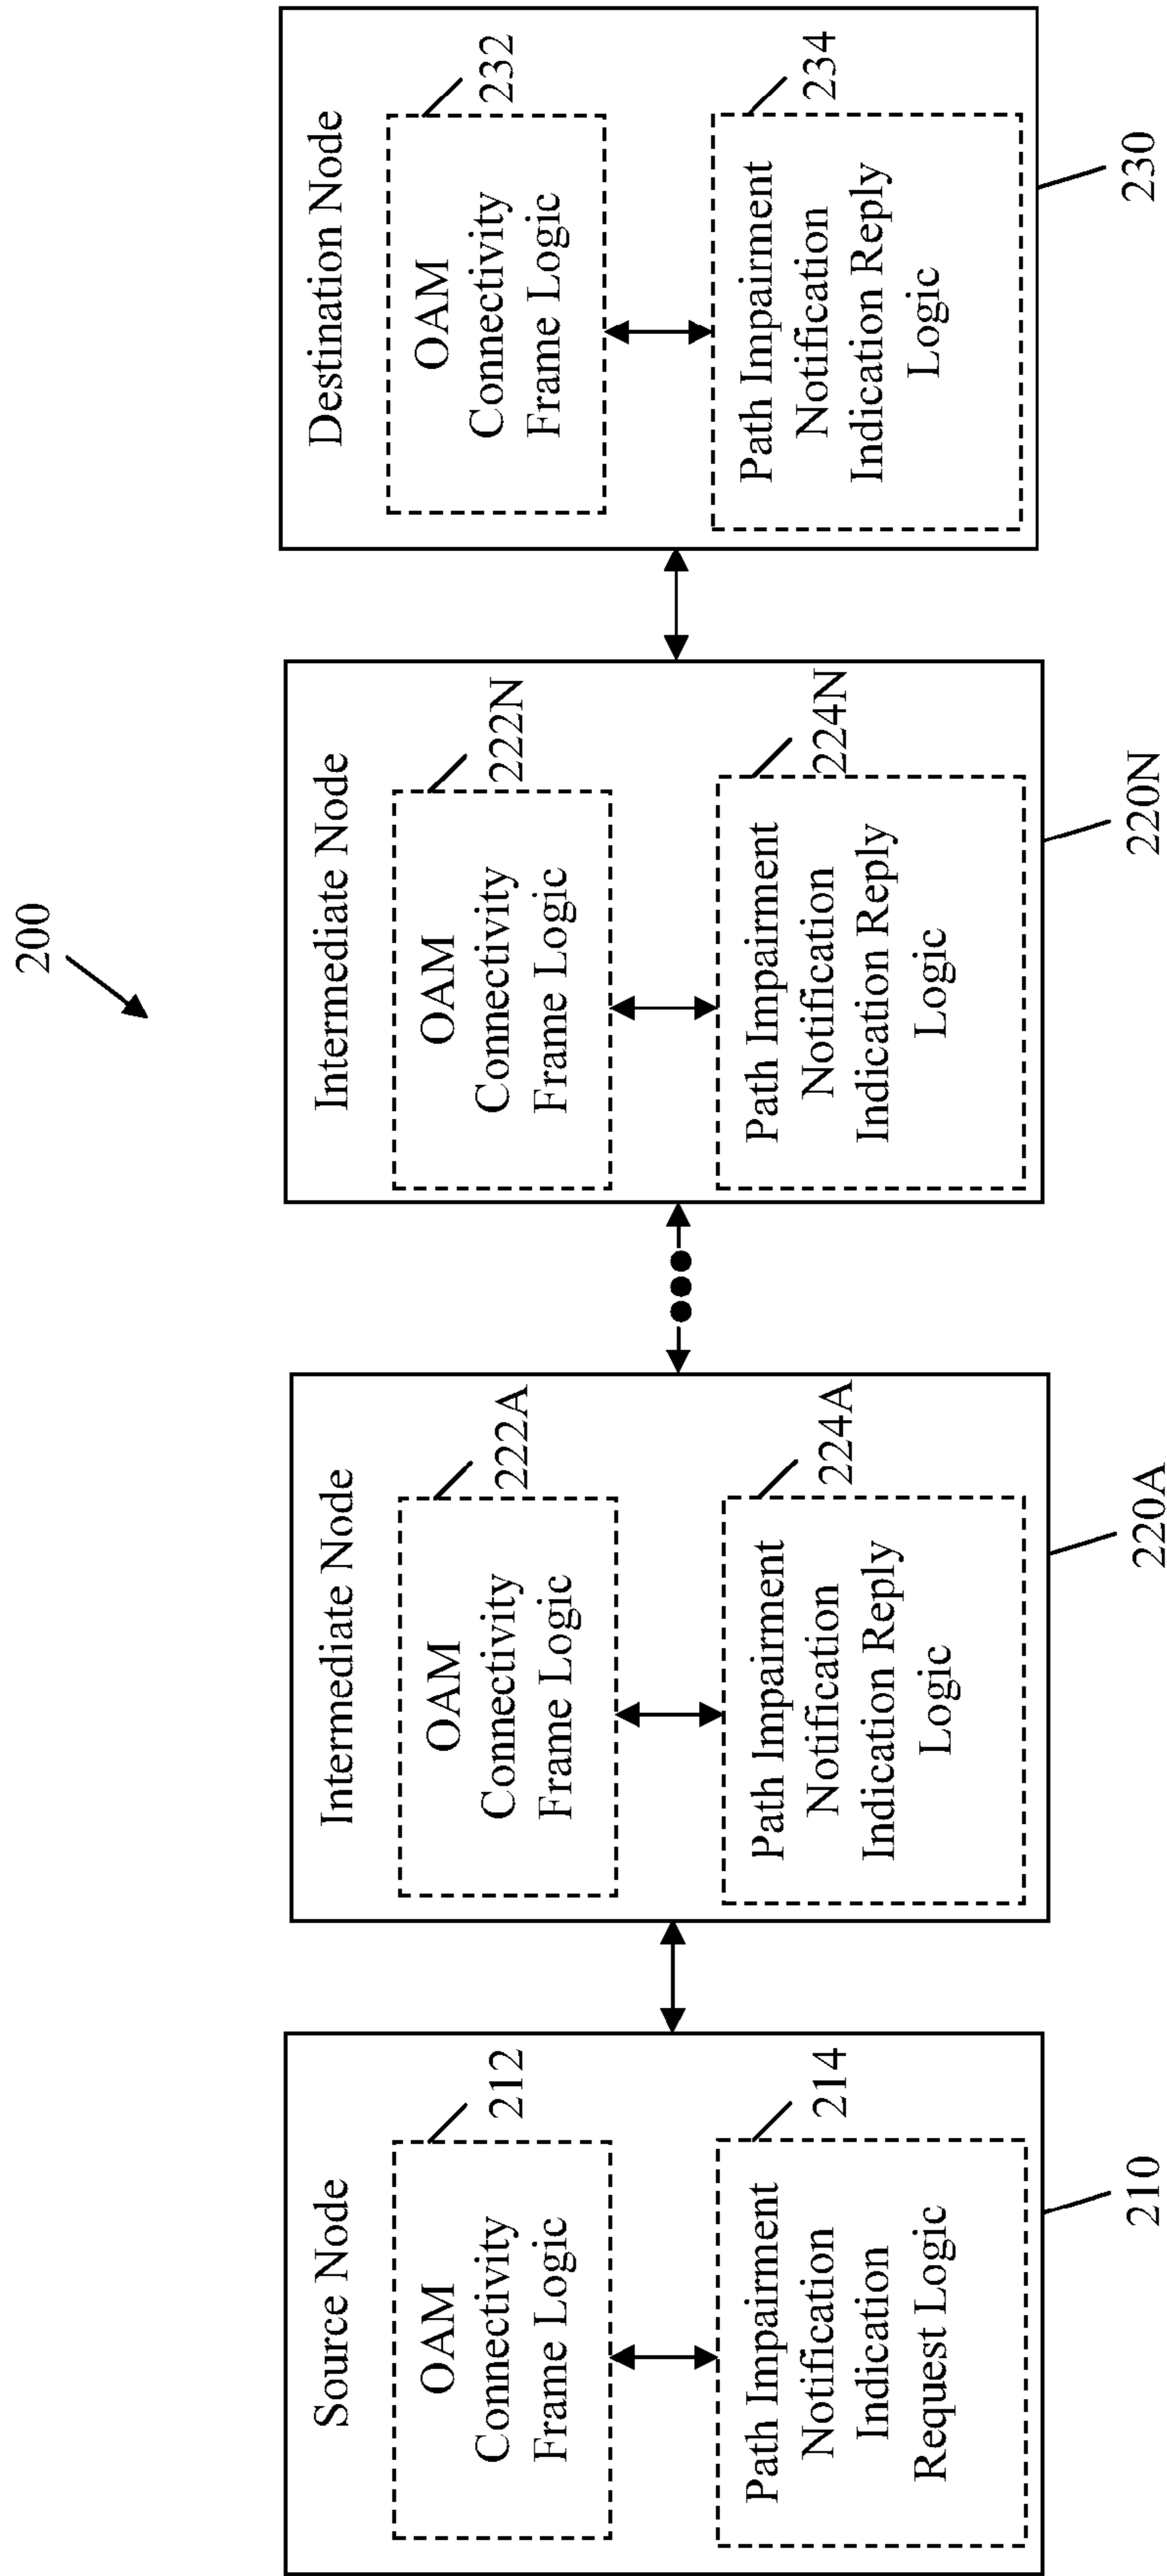 200
Source Node
OAM
Connectivity
Frame Logic
212
Path Impairment
Notification
Indication
Request Logic
214
210
Intermediate Node
OAM
Connectivity
Frame Logic
222A
Path Impairment
Notification
Indication Reply
Logic
224A
220A
Intermediate Node
OAM
Connectivity
Frame Logic
222N
Path Impairment
Notification
Indication Reply
Logic
224N
220N
Destination Node
OAM
Connectivity
Frame Logic
232
Path Impairment
Notification
Indication Reply
Logic
234
230